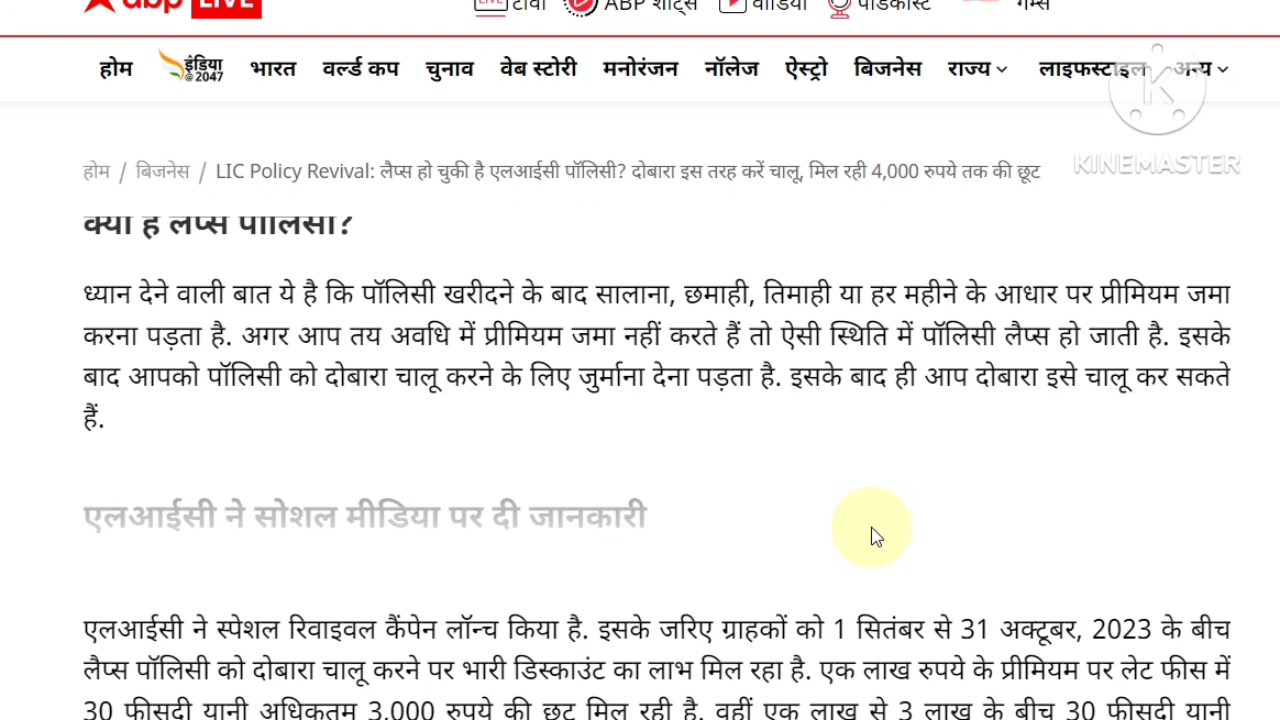 abp LIVE LIVE टीवी ABP शॉर्ट्स वीडियो पॉडकास्ट गेम्स
होम इंडिया @2047 भारत वर्ल्ड कप चुनाव वेब स्टोरी मनोरंजन नॉलेज ऐस्ट्रो बिजनेस राज्य लाइफस्टाइल अन्य
K
KINEMASTER
होम / बिजनेस / LIC Policy Revival: लैप्स हो चुकी है एलआईसी पॉलिसी? दोबारा इस तरह करें चालू, मिल रही 4,000 रुपये तक की छूट
क्या है लैप्स पॉलिसी?
ध्यान देने वाली बात ये है कि पॉलिसी खरीदने के बाद सालाना, छमाही, तिमाही या हर महीने के आधार पर प्रीमियम जमा
करना पड़ता है. अगर आप तय अवधि में प्रीमियम जमा नहीं करते हैं तो ऐसी स्थिति में पॉलिसी लैप्स हो जाती है. इसके
बाद आपको पॉलिसी को दोबारा चालू करने के लिए जुर्माना देना पड़ता है. इसके बाद ही आप दोबारा इसे चालू कर सकते
हैं.
एलआईसी ने सोशल मीडिया पर दी जानकारी
एलआईसी ने स्पेशल रिवाइवल कैंपेन लॉन्च किया है. इसके जरिए ग्राहकों को 1 सितंबर से 31 अक्टूबर, 2023 के बीच
लैप्स पॉलिसी को दोबारा चालू करने पर भारी डिस्काउंट का लाभ मिल रहा है. एक लाख रुपये के प्रीमियम पर लेट फीस में
30 फीसदी यानी अधिकतम 3,000 रुपये की छूट मिल रही है. वहीं एक लाख से 3 लाख के बीच 30 फीसदी यानी